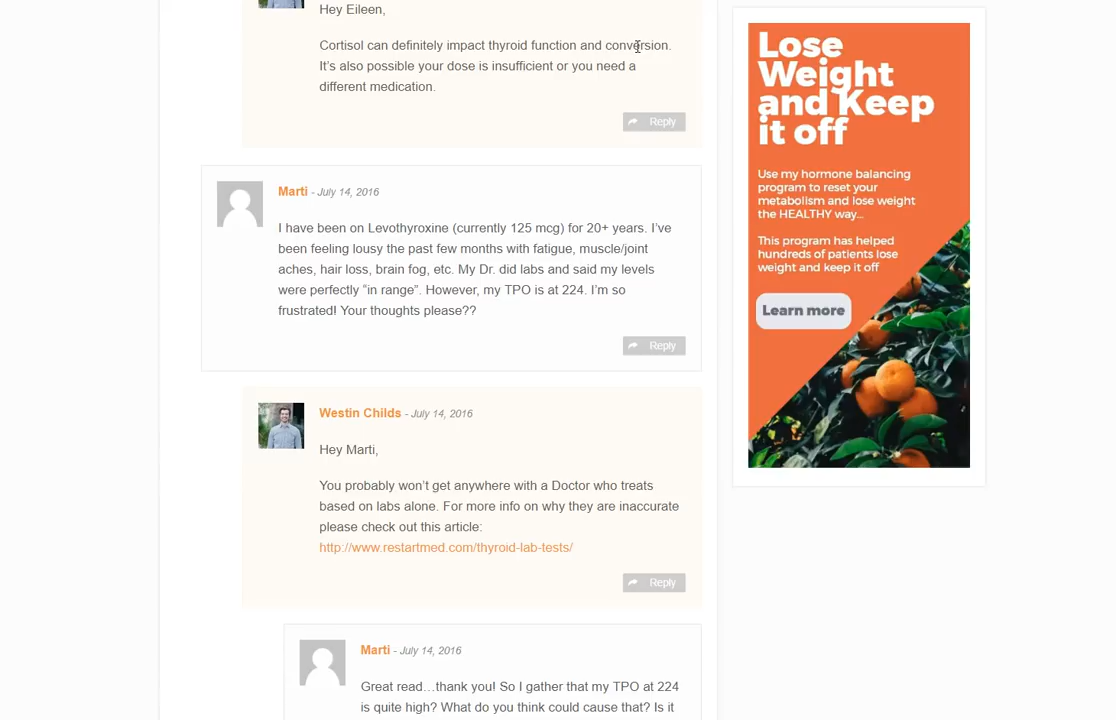 Hey Eileen,
Cortisol can definitely impact thyroid function and conversion.
It’s also possible your dose is insufficient or you need a
different medication.
Reply
Marti - July 14, 2016
I have been on Levothyroxine (currently 125 mcg) for 20+ years. I’ve
been feeling lousy the past few months with fatigue, muscle/joint
aches, hair loss, brain fog, etc. My Dr. did labs and said my levels
were perfectly “in range”. However, my TPO is at 224. I’m so
frustrated! Your thoughts please??
Reply
Westin Childs - July 14, 2016
Hey Marti,
You probably won’t get anywhere with a Doctor who treats
based on labs alone. For more info on why they are inaccurate
please check out this article:
http://www.restartmed.com/thyroid-lab-tests/
Reply
Marti - July 14, 2016
Great read…thank you! So I gather that my TPO at 224
is quite high? What do you think could cause that? Is it
Lose
Weight
and Keep
it off
Use my hormone balancing
program to reset your
metabolism and lose weight
the HEALTHY way...
This program has helped
hundreds of patients lose
weight and keep it off
Learn more